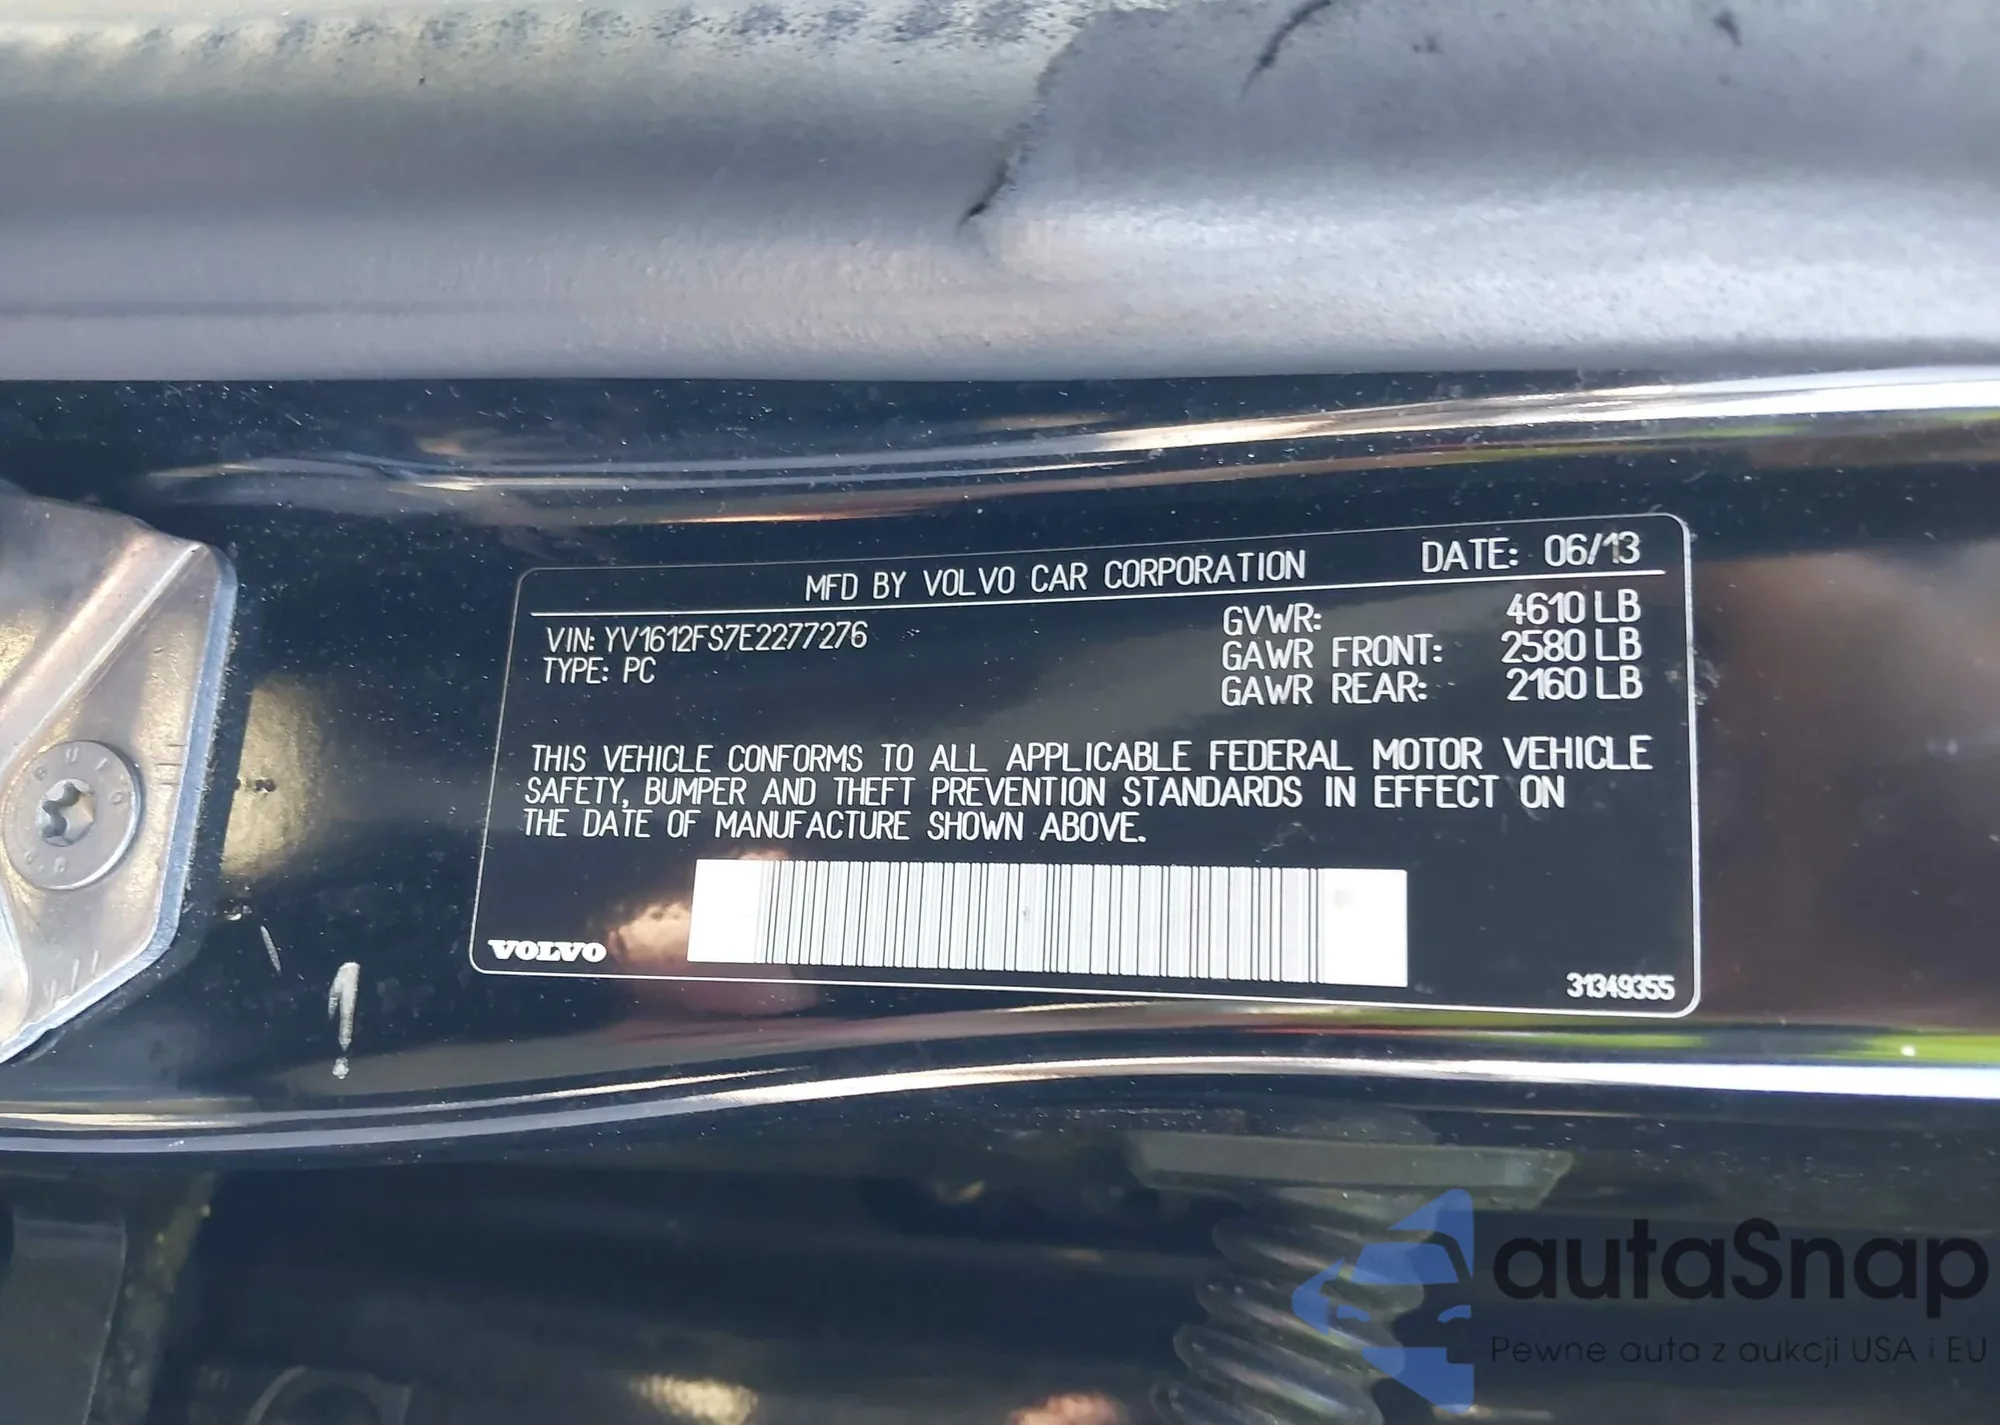 MFD BY VOLVO CAR CORPORATION DATE: 06/13
VIN: YV1612FS7E2277276
TYPE: PC
GVWR: 4610 LB
GAWR FRONT: 2580 LB
GAWR REAR: 2160 LB
THIS VEHICLE CONFORMS TO ALL APPLICABLE FEDERAL MOTOR VEHICLE
SAFETY, BUMPER AND THEFT PREVENTION STANDARDS IN EFFECT ON
THE DATE OF MANUFACTURE SHOWN ABOVE.
VOLVO
31349355
autaSnap
Pewne auta z aukcji USA i EU